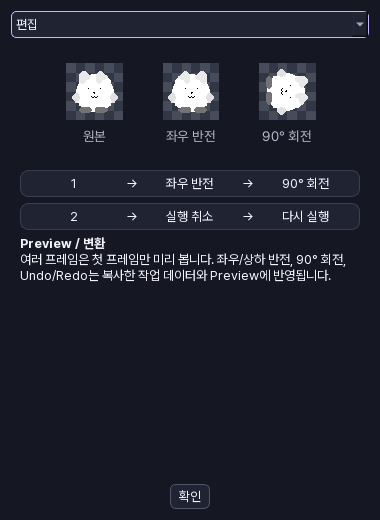 편집
원본
좌우 반전
90° 회전
1 → 좌우 반전 → 90° 회전
2 → 실행 취소 → 다시 실행
Preview / 변환
여러 프레임은 첫 프레임만 미리 봅니다. 좌우/상하 반전, 90° 회전,
Undo/Redo는 복사한 작업 데이터와 Preview에 반영됩니다.
확인